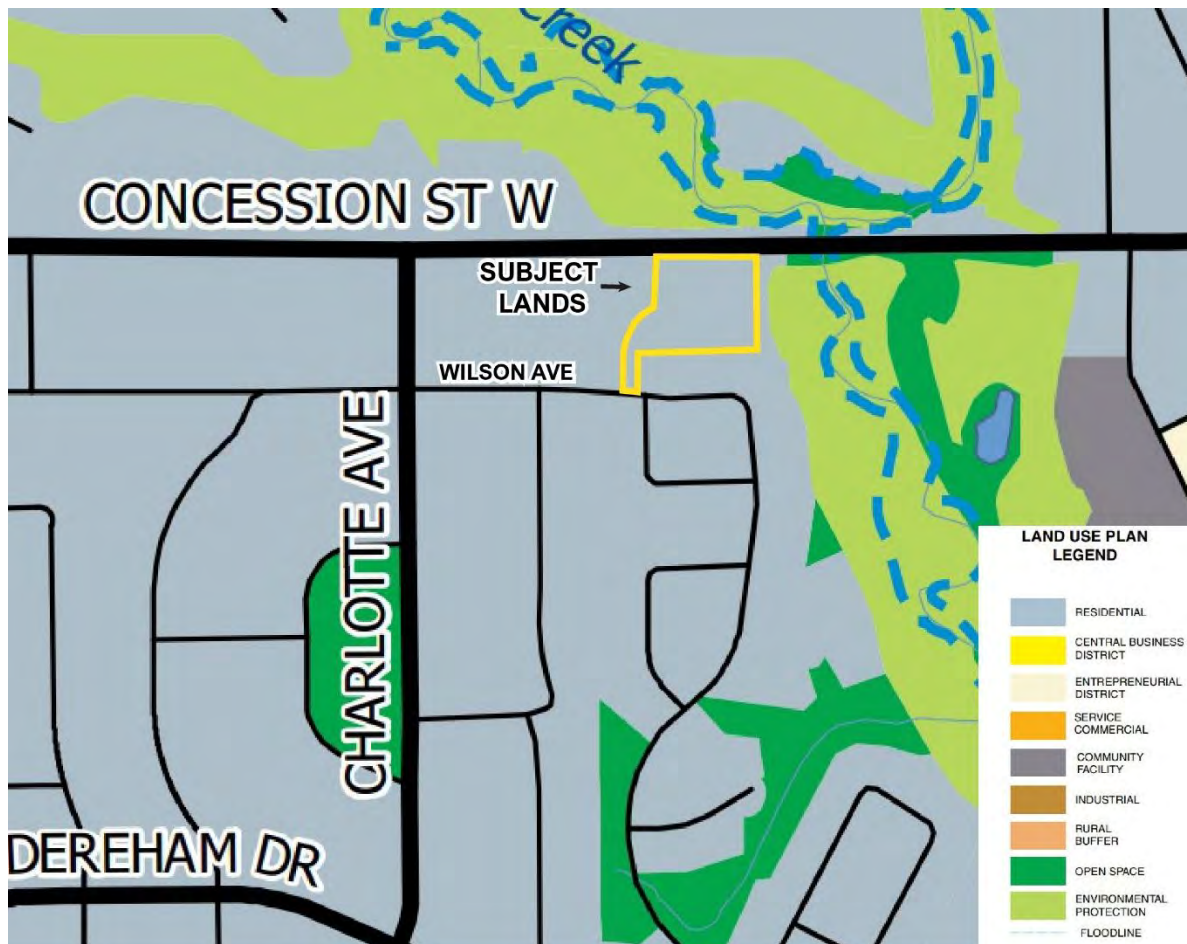 Creek
CONCESSION ST W
SUBJECT
LANDS
WILSON AVE
CHARLOTTE AVE
DEREHAM DR
LAND USE PLAN
LEGEND
RESIDENTIAL
CENTRAL BUSINESS
DISTRICT
ENTREPRENEURIAL
DISTRICT
SERVICE
COMMERCIAL
COMMUNITY
FACILITY
INDUSTRIAL
RURAL
BUFFER
OPEN SPACE
ENVIRONMENTAL
PROTECTION
FLOODLINE